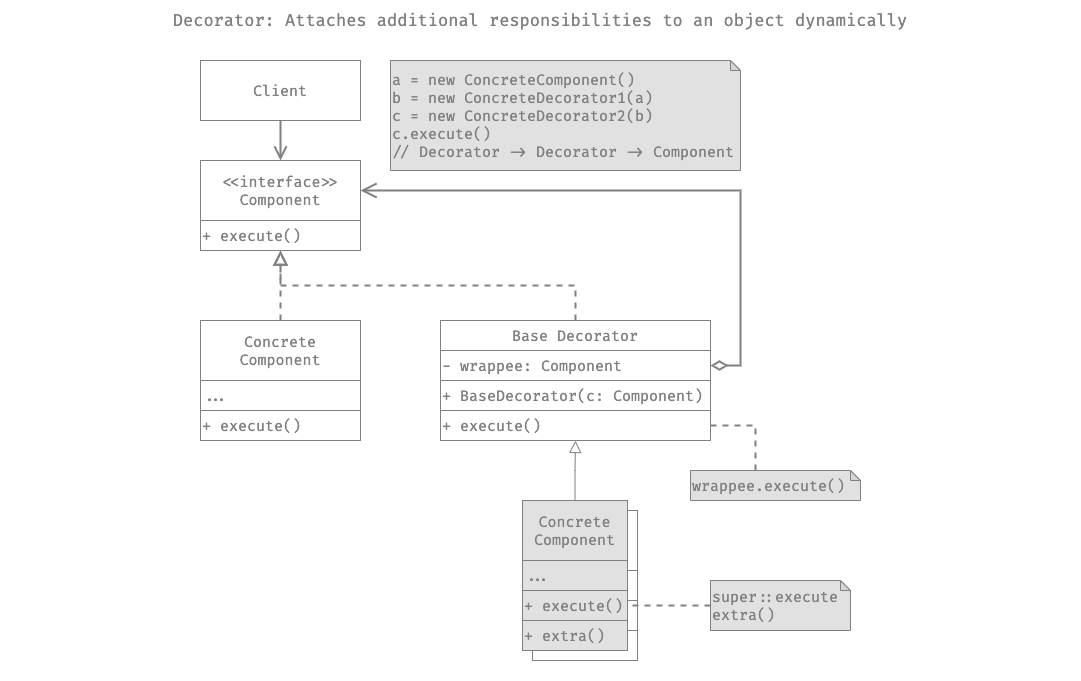 Decorator: Attaches additional responsibilities to an object dynamically
Client
a = new ConcreteComponent()
b = new ConcreteDecorator1(a)
c = new ConcreteDecorator2(b)
c.execute()
// Decorator → Decorator → Component
<<interface>>
Component
+ execute()
Concrete
Component
...
+ execute()
Base Decorator
- wrappee: Component
+ BaseDecorator(c: Component)
+ execute()
wrappee.execute()
Concrete
Component
...
+ execute()
+ extra()
super::execute
extra()